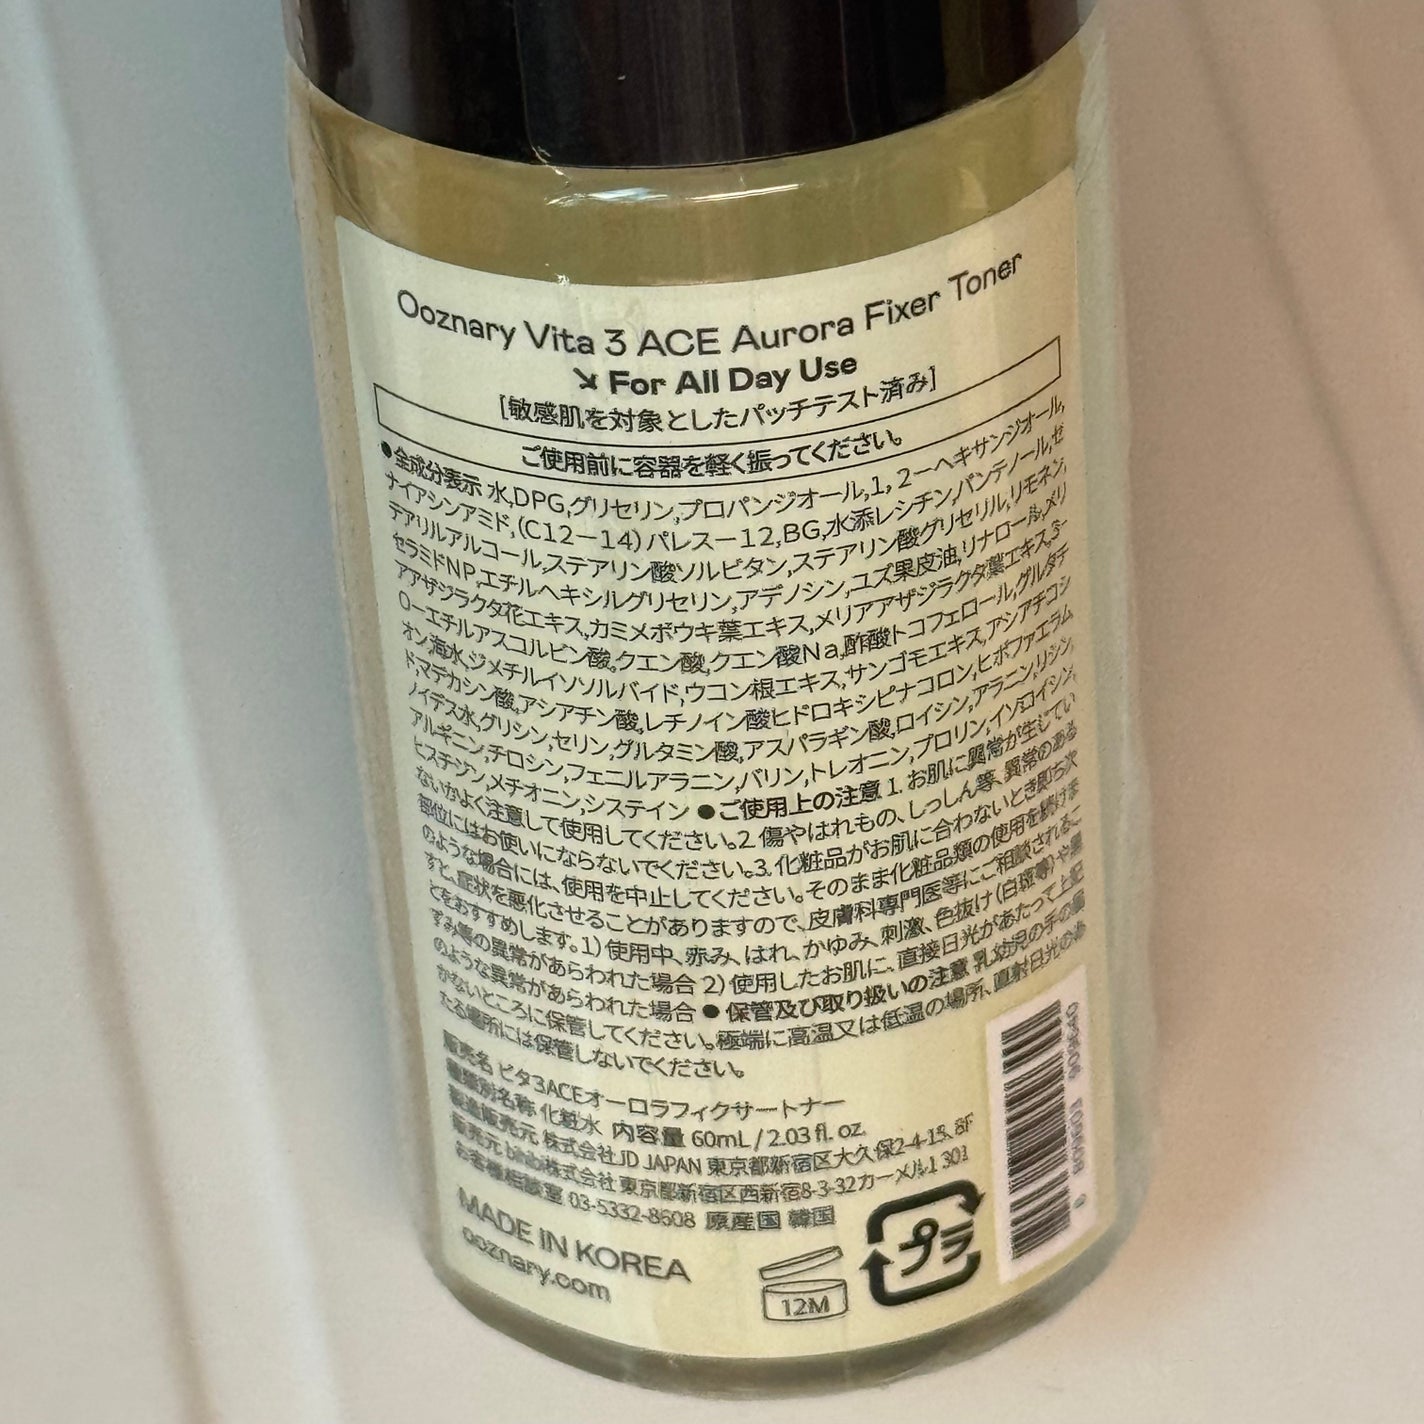 Ooznary Vita 3 ACE Aurora Fixer Toner
↘ For All Day Use
[敏感肌を対象としたパッチテスト済み]
ご使用前に容器を軽く振ってください。
●全成分表示 水,DPG,グリセリン,プロパンジオール,1, 2－ヘキサンジオール,
ナイアシンアミド,(C12－14)パレスー12,BG,水添レシチン,パンテノール,セ
テアリルアルコール,ステアリン酸ソルビタン,ステアリン酸グリセリル,リモネン,
セラミドNP,エチルヘキシルグリセリン,アデノシン,ユズ果皮油,リナロール,メリ
アアザジラクタ花エキス,カミメボウキ葉エキス,メリアアザジラクタ葉エキス,3－
O－エチルアスコルビン酸,クエン酸,クエン酸Na,酢酸トコフェロール,グルタチ
オン,海水,ジメチルイソソルバイド,ウコン根エキス,サンゴモエキス,アシアチコシ
ド,マデカシン酸,アシアチン酸,レチノイン酸ヒドロキシピナコロン,ヒポファエラム
ノイデス水,グリシン,セリン,グルタミン酸,アスパラギン酸,ロイシン,アラニン,リシン,
アルギニン,チロシン,フェニルアラニン,バリン,トレオニン,プロリン,イソロイシン,
ヒスチジン,メチオニン,システイン ●ご使用上の注意 1. お肌に異常が生じてい
ないかよく注意して使用してください。2 傷やはれもの、しっしん等、異常のある
部位にはお使いにならないでください。3. 化粧品がお肌に合わないとき即ち次
のような場合には、使用を中止してください。そのまま化粧品類の使用を続けま
すと、症状を悪化させることがありますので、皮膚科専門医等にご相談されるこ
とをおすすめします。1) 使用中、赤み、はれ、かゆみ、刺激、色抜け(白斑等)や黒
ずみ等の異常があらわれた場合 2) 使用したお肌に、直接日光があたって上記
のような異常があらわれた場合 ● 保管及び取り扱いの注意 乳幼児の手の届
かないところに保管してください。極端に高温又は低温の場所、直射日光のあ
たる場所には保管しないでください。
販売名 ビタ3ACEオーロラフィクサートナー
種類別名称 化粧水 内容量 60mL / 2.03 fl. oz.
製造販売元 株式会社JD JAPAN 東京都新宿区大久保2-4-15, 8F
販売元 株式会社 東京都新宿区西新宿8-3-32カーメル1 301
お客様相談室 03-5332-8608 原産国 韓国
MADE IN KOREA
ooznary.com
12M
プラ